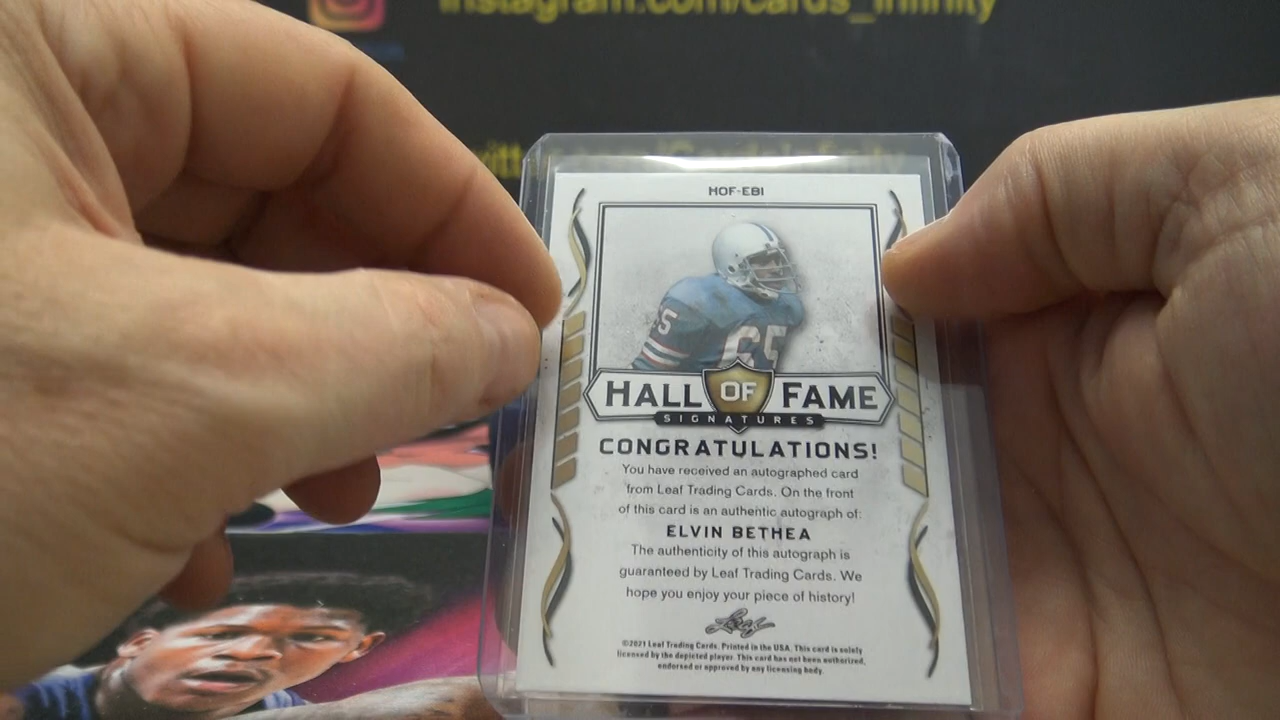 instagram.com/cards_infinity
HOF-EB1
65
HALL OF FAME
SIGNATURES
CONGRATULATIONS!
You have received an autographed card
from Leaf Trading Cards. On the front
of this card is an authentic autograph of:
ELVIN BETHEA
The authenticity of this autograph is
guaranteed by Leaf Trading Cards. We
hope you enjoy your piece of history!
Leaf
©2021 Leaf Trading Cards. Printed in the USA. This card is solely
licensed by the depicted player. This card has not been authorized,
endorsed or approved by any licensing body.